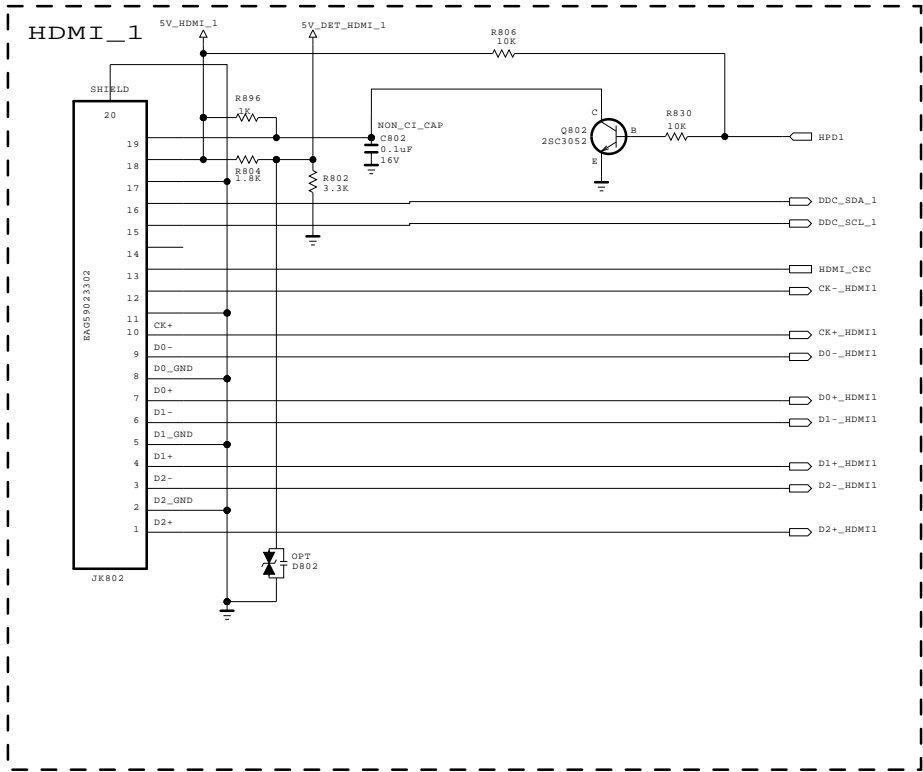 HDMI_1
5V_HDMI_1
5V_DET_HDMI_1
R806
10K
SHIELD
20
R896
1K
NON_CI_CAP
C802
0.1uF
16V
C
Q802
2SC3052
B
E
R830
10K
HPD1
19
18
R804
1.8K
R802
3.3K
17
16
DDC_SDA_1
15
DDC_SCL_1
14
13
HDMI_CEC
12
CK-_HDMI1
EAG59023302
11
10
CK+
CK+_HDMI1
9
D0-
D0-_HDMI1
8
D0_GND
7
D0+
D0+_HDMI1
6
D1-
D1-_HDMI1
5
D1_GND
4
D1+
D1+_HDMI1
3
D2-
D2-_HDMI1
2
D2_GND
1
D2+
D2+_HDMI1
OPT
D802
JK802